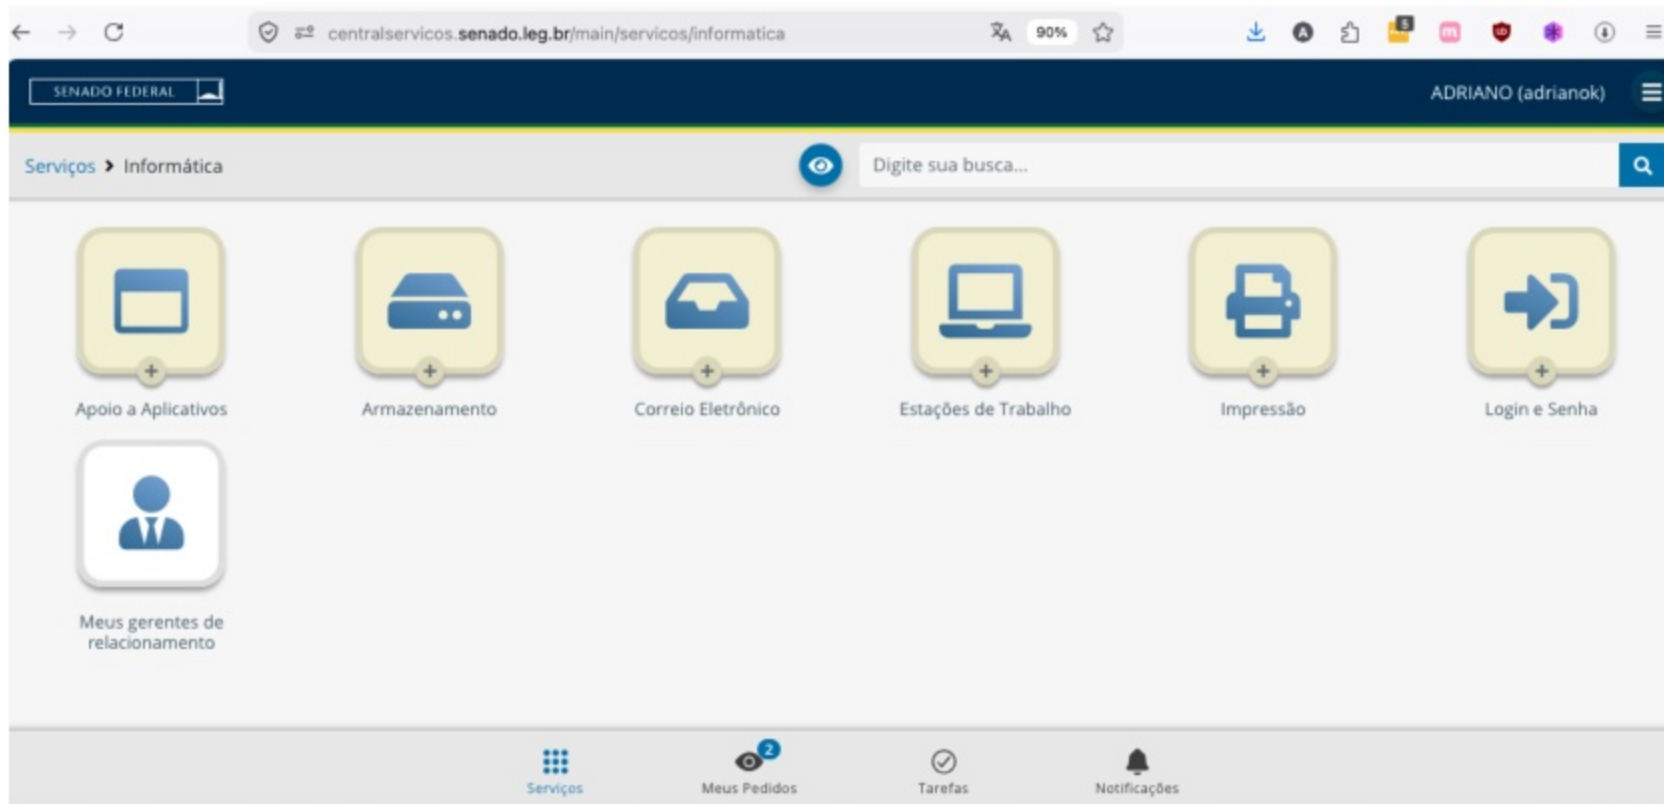 centralservicos.senado.leg.br/main/servicos/informatica
90%
5
SENADO FEDERAL
ADRIANO (adrianok)
Serviços > Informática
Digite sua busca...
Apoio a Aplicativos
Armazenamento
Correio Eletrônico
Estações de Trabalho
Impressão
Login e Senha
Meus gerentes de
relacionamento
2
Serviços
Meus Pedidos
Tarefas
Notificações